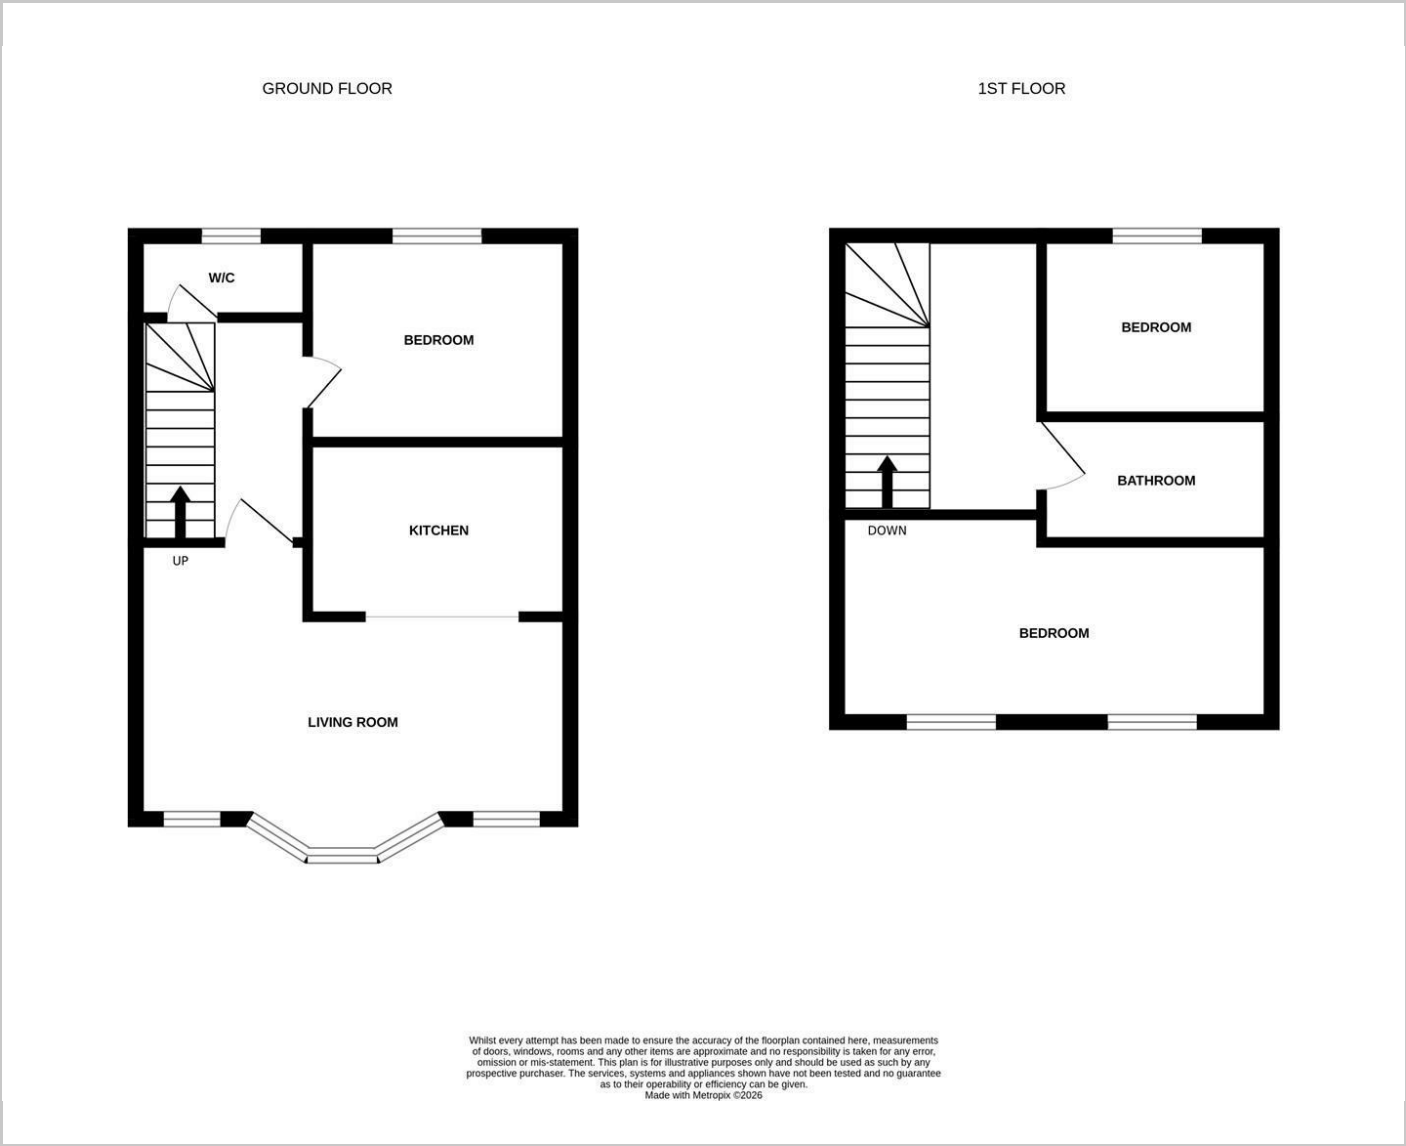 GROUND FLOOR
1ST FLOOR
W/C
BEDROOM
KITCHEN
UP
LIVING ROOM
BEDROOM
BATHROOM
DOWN
BEDROOM
Whilst every attempt has been made to ensure the accuracy of the floorplan contained here, measurements
of doors, windows, rooms and any other items are approximate and no responsibility is taken for any error,
omission or mis-statement. This plan is for illustrative purposes only and should be used as such by any
prospective purchaser. The services, systems and appliances shown have not been tested and no guarantee
as to their operability or efficiency can be given.
Made with Metropix ©2026